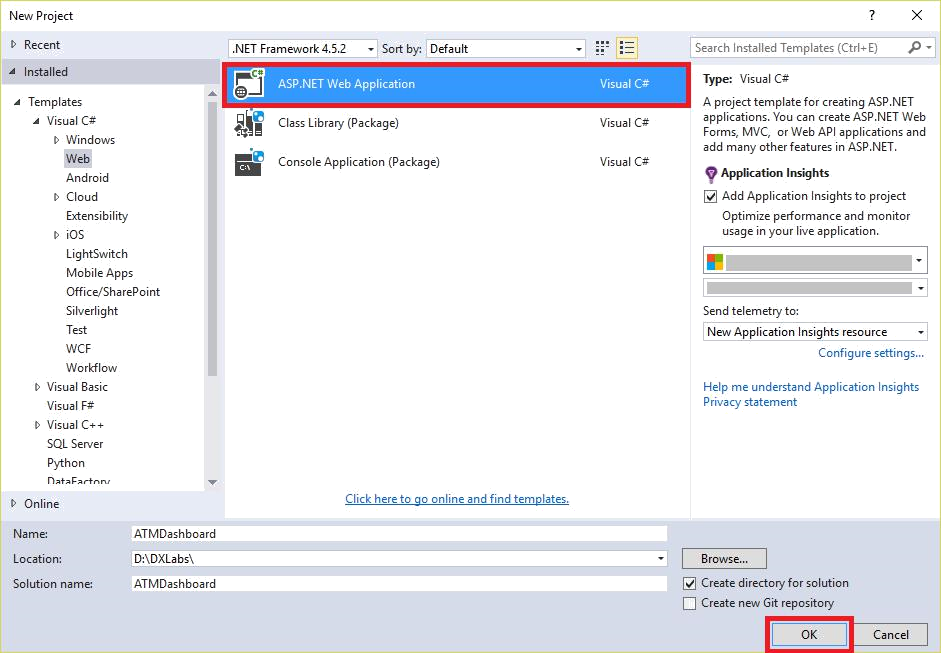 New Project
? 
Recent
.NET Framework 4.5.2 Sort by: Default
Search Installed Templates (Ctrl+E)
Installed
Templates
Visual C#
Windows
Web
Android
Cloud
Extensibility
iOS
LightSwitch
Mobile Apps
Office/SharePoint
Silverlight
Test
WCF
Workflow
Visual Basic
Visual F#
Visual C++
SQL Server
Python
DataFactory
Online
C#
ASP.NET Web Application Visual C#
Class Library (Package) Visual C#
C:\
Console Application (Package) Visual C#
Click here to go online and find templates.
Type: Visual C#
A project template for creating ASP.NET
applications. You can create ASP.NET Web
Forms, MVC, or Web API applications and
add many other features in ASP.NET.
Application Insights
Add Application Insights to project
Optimize performance and monitor
usage in your live application.
Send telemetry to:
New Application Insights resource
Configure settings...
Help me understand Application Insights
Privacy statement
Name: ATMDashboard
Location: D:\DXLabs\
Browse...
Solution name: ATMDashboard
Create directory for solution
Create new Git repository
OK Cancel